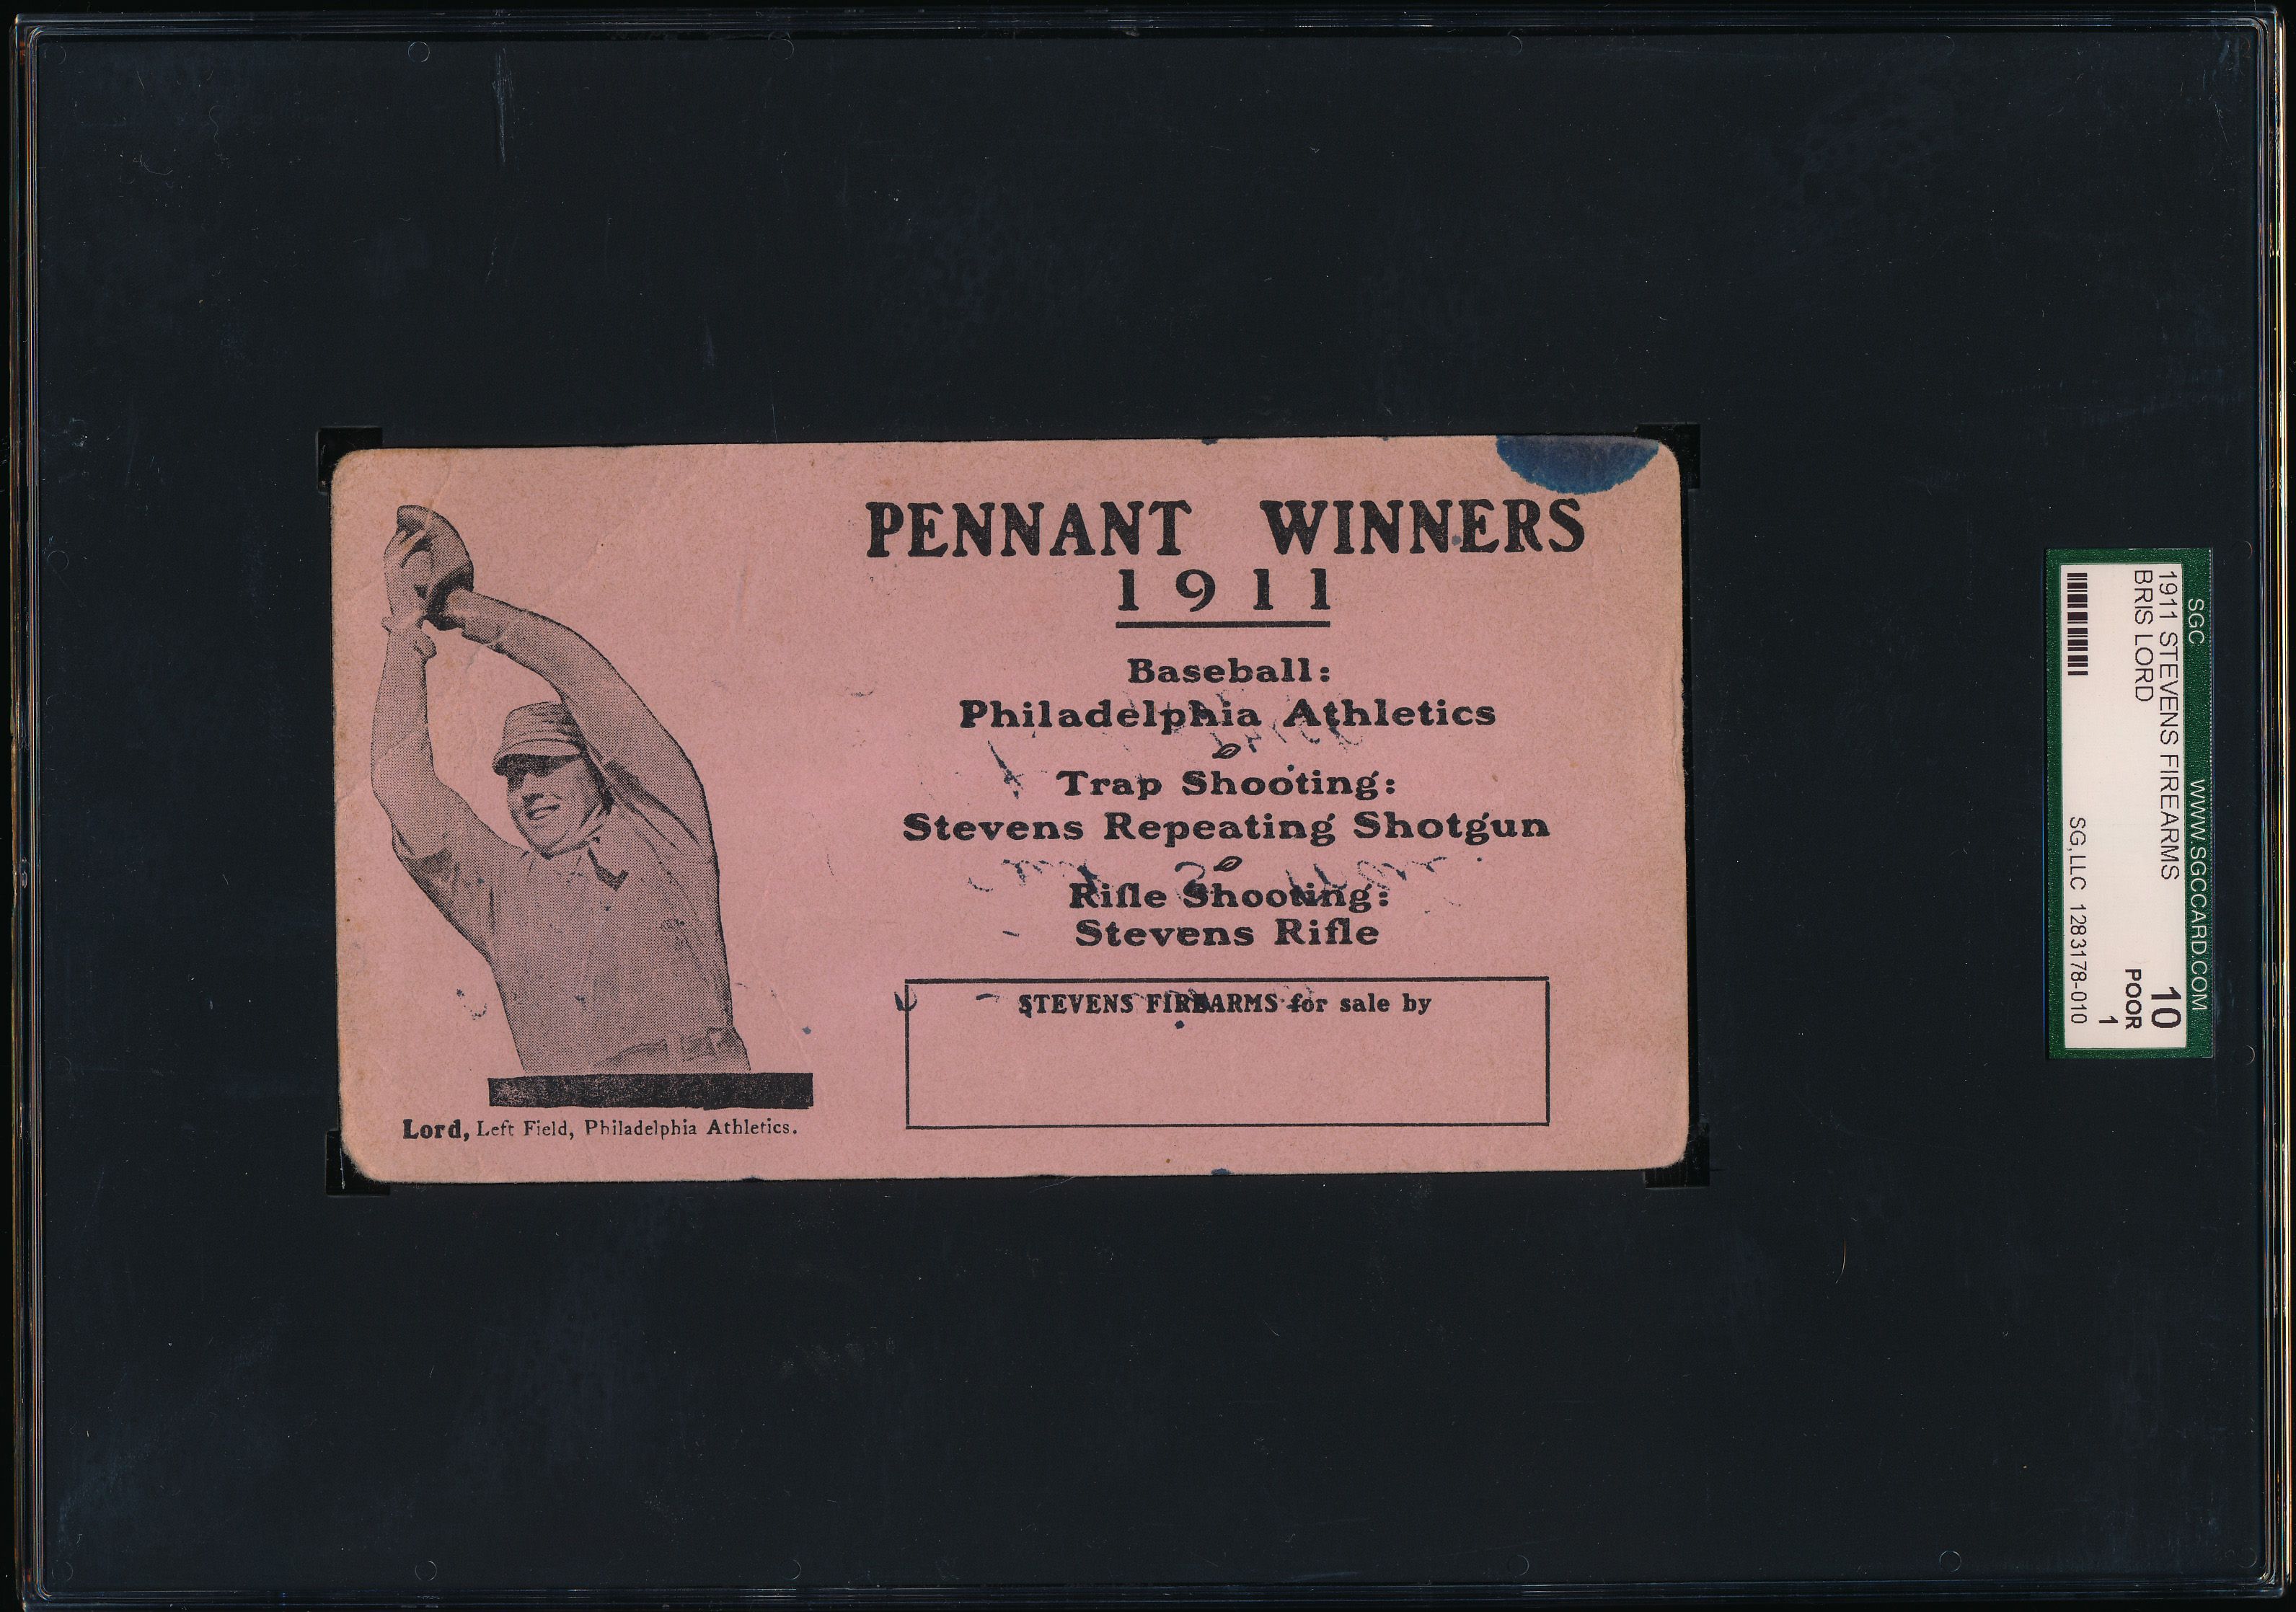 PENNANT WINNERS
1911
Baseball:
Philadelphia Athletics
Trap Shooting:
Stevens Repeating Shotgun
Rifle Shooting:
Stevens Rifle
STEVENS FIREARMS for sale by
Lord, Left Field, Philadelphia Athletics.
SGC WWW.SGCCARD.COM
1911 STEVENS FIREARMS 10
BRIS LORD POOR
1
SG,LLC 1283178-010